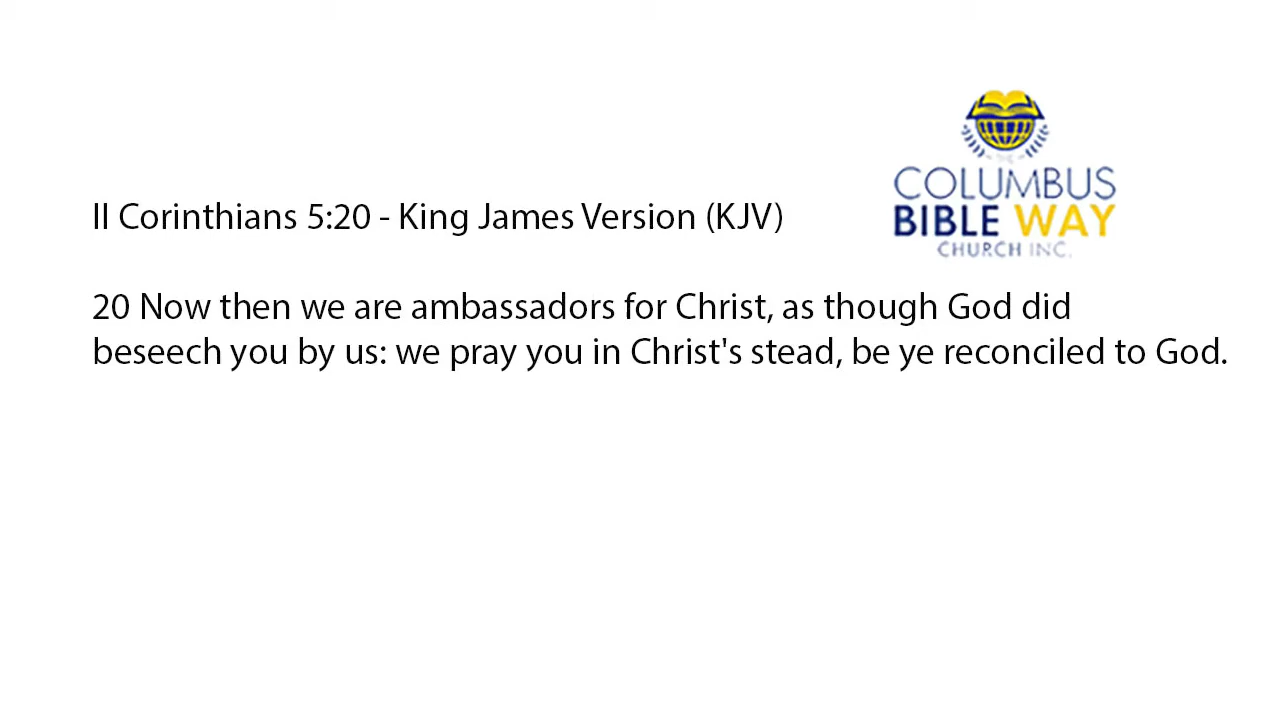 COLUMBUS
BIBLE WAY
CHURCH INC.
II Corinthians 5:20 - King James Version (KJV)
20 Now then we are ambassadors for Christ, as though God did
beseech you by us: we pray you in Christ's stead, be ye reconciled to God.